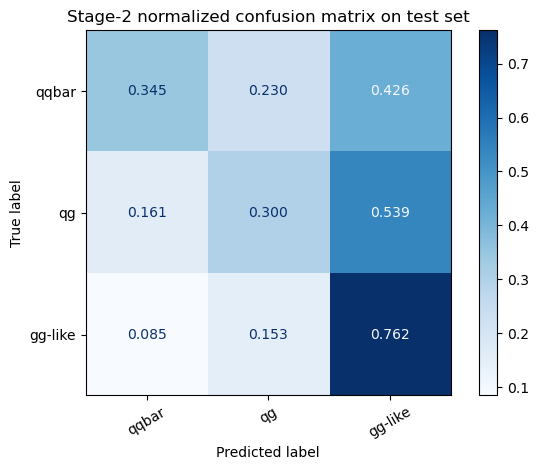 Stage-2 normalized confusion matrix on test set
True label
qqbar
0.345 0.230 0.426
qg
0.161 0.300 0.539
gg-like
0.085 0.153 0.762
qqbar qg gg-like
Predicted label
0.7
0.6
0.5
0.4
0.3
0.2
0.1